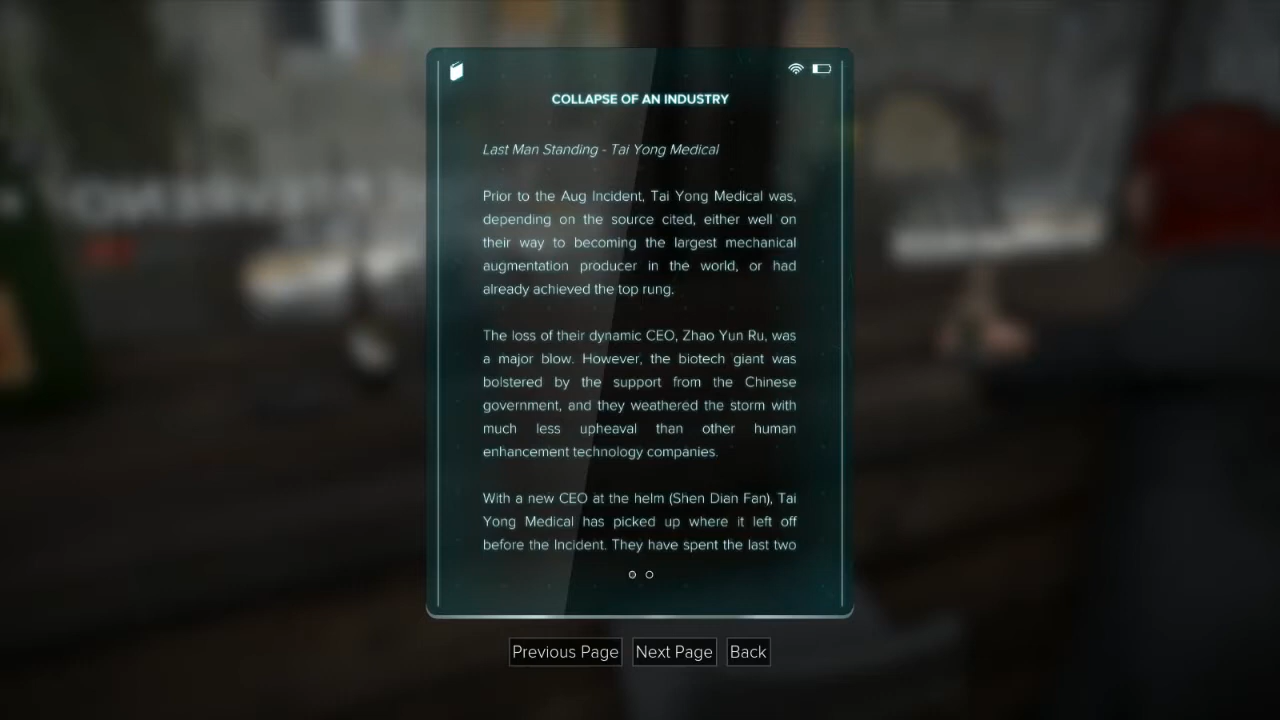 COLLAPSE OF AN INDUSTRY
Last Man Standing - Tai Yong Medical
Prior to the Aug Incident, Tai Yong Medical was,
depending on the source cited, either well on
their way to becoming the largest mechanical
augmentation producer in the world, or had
already achieved the top rung.
The loss of their dynamic CEO, Zhao Yun Ru, was
a major blow. However, the biotech giant was
bolstered by the support from the Chinese
government, and they weathered the storm with
much less upheaval than other human
enhancement technology companies.
With a new CEO at the helm (Shen Dian Fan), Tai
Yong Medical has picked up where it left off
before the Incident. They have spent the last two
Previous Page Next Page Back